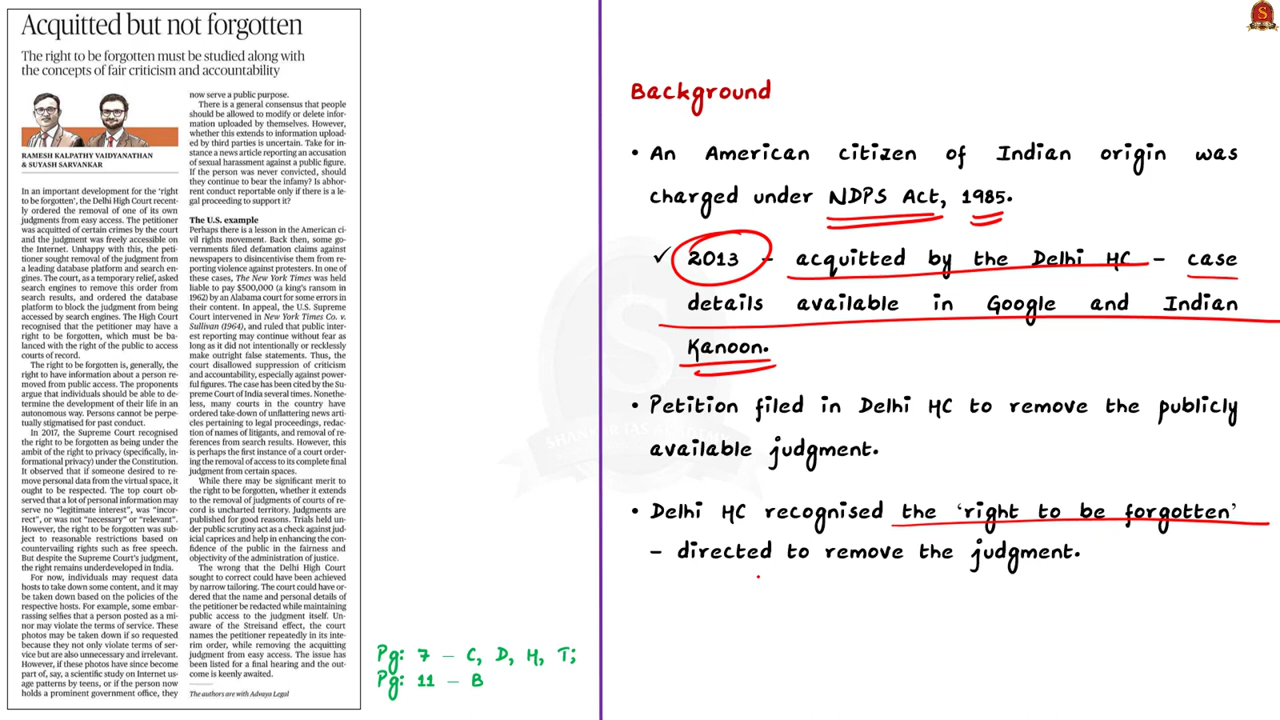 Acquitted but not forgotten
The right to be forgotten must be studied along with
the concepts of fair criticism and accountability
RAMESH KALPATHY VAIDYANATHAN
& SUYASH SARVANKAR
In an important development for the 'right
to be forgotten', the Delhi High Court recent-
ly ordered the removal of one of its own
judgments from easy access. The petitioner
was acquitted of certain crimes by the court
and the judgment was freely accessible on
the Internet. Unhappy with this, the peti-
tioner sought removal of the judgment from
a leading database platform and search en-
gines. The court, as a temporary relief, asked
search engines to remove this order from
search results, and ordered the database
platform to block the judgment from being
accessed by search engines. The High Court
recognised that the petitioner may have a
right to be forgotten, which must be ba-
lanced with the right of the public to access
courts of record.
The right to be forgotten is, generally, the
right to have information about a person re-
moved from public access. The proponents
argue that individuals should be able to de-
termine the development of their life in an
autonomous way. Persons cannot be perpe-
tually stigmatised for past conduct.
In 2017, the Supreme Court recognised
the right to be forgotten as being under the
ambit of the right to privacy (specifically, in-
formational privacy) under the Constitution.
It observed that if someone desired to re-
move personal data from the virtual space, it
ought to be respected. The top court ob-
served that a lot of personal information may
serve no "legitimate interest", was "incor-
rect", or was not "necessary" or "relevant".
However, the right to be forgotten was sub-
ject to reasonable restrictions based on
countervailing rights such as free speech.
But despite the Supreme Court's judgment,
the right remains underdeveloped in India.
For now, individuals may request data
hosts to take down some content, and it may
be taken down based on the policies of the
respective hosts. For example, some embar-
rassing selfies that a person posted as a mi-
nor may violate the terms of service. These
photos may be taken down if so requested
because they not only violate terms of ser-
vice but are also unnecessary and irrelevant.
However, if these photos have since become
part of, say, a scientific study on Internet us-
age patterns by teens, or if the person now
holds a prominent government office, they
now serve a public purpose.
There is a general consensus that people
should be allowed to modify or delete infor-
mation uploaded by themselves. However,
whether this extends to information upload-
ed by third parties is uncertain. Take for in-
stance a news article reporting an accusation
of sexual harassment against a public figure.
If the person was never convicted, should
they continue to bear the infamy? Is abhor-
rent conduct reportable only if there is a le-
gal proceeding to support it?
The U.S. example
Perhaps there is a lesson in the American ci-
vil rights movement. Back then, some go-
vernments filed defamation claims against
newspapers to disincentivise them from re-
porting violence against protesters. In one of
these cases, The New York Times was held
liable to pay $500,000 (a king's ransom in
1962) by an Alabama court for some errors in
their content. In appeal, the U.S. Supreme
Court intervened in New York Times Co. v.
Sullivan (1964), and ruled that public inter-
est reporting may continue without fear as
long as it did not intentionally or recklessly
make outright false statements. Thus, the
court disallowed suppression of criticism
and accountability, especially against power-
ful figures. The case has been cited by the Su-
preme Court of India several times. Nonethe-
less, many courts in the country have
ordered take-down of unflattering news arti-
cles pertaining to legal proceedings, redac-
tion of names of litigants, and removal of re-
ferences from search results. However, this
is perhaps the first instance of a court order-
ing the removal of access to its complete final
judgment from certain spaces.
While there may be significant merit to
the right to be forgotten, whether it extends
to the removal of judgments of courts of re-
cord is uncharted territory. Judgments are
published for good reasons. Trials held un-
der public scrutiny act as a check against jud-
icial caprices and help in enhancing the con-
fidence of the public in the fairness and
objectivity of the administration of justice.
The wrong that the Delhi High Court
sought to correct could have been achieved
by narrow tailoring. The court could have or-
dered that the name and personal details of
the petitioner be redacted while maintaining
public access to the judgment itself. Un-
aware of the Streisand effect, the court
names the petitioner repeatedly in its inte-
rim order, while removing the acquitting
judgment from easy access. The issue has
been listed for a final hearing and the out-
come is keenly awaited.
The authors are with Advaya Legal
Pg: 7 – C, D, H, T;
Pg: 11 – B
Background
• An American citizen of Indian origin was
charged under NDPS Act, 1985.
✓ 2013 – acquitted by the Delhi HC – case
details available in Google and Indian
Kanoon.
• Petition filed in Delhi HC to remove the publicly
available judgment.
• Delhi HC recognised the 'right to be forgotten'
– directed to remove the judgment.